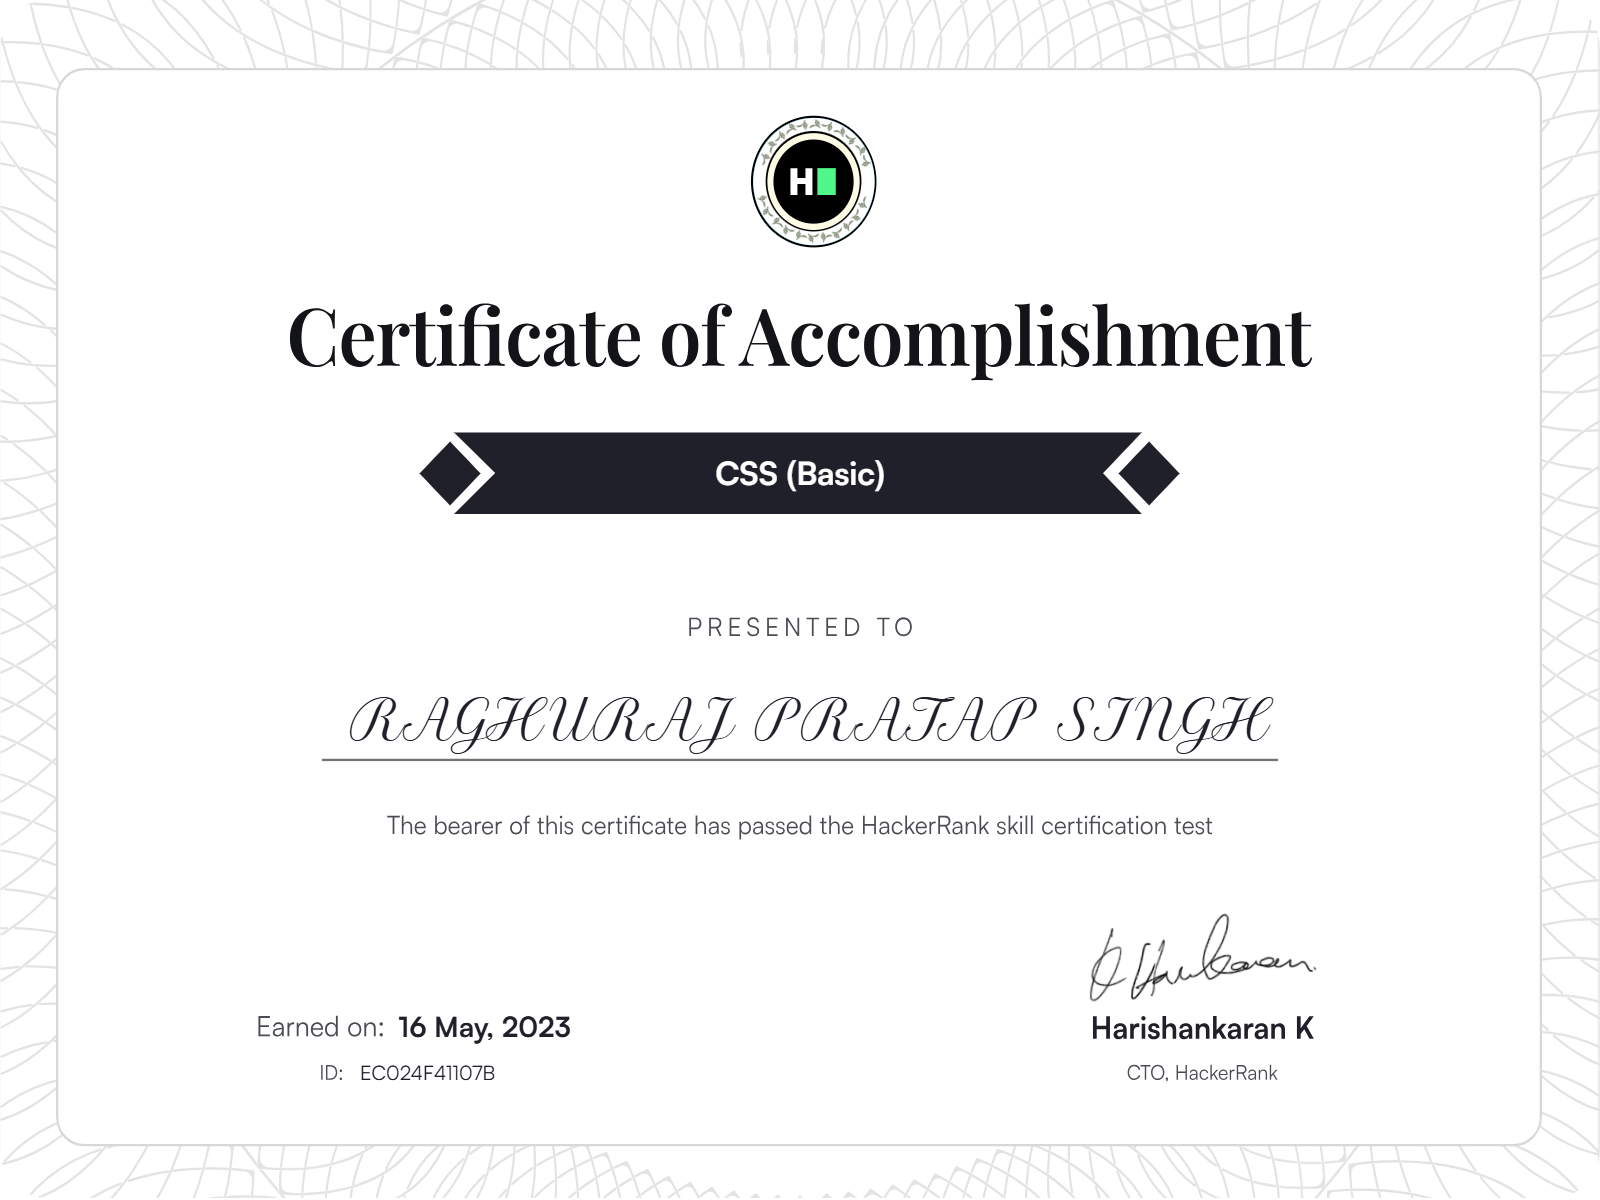 H
Certificate of Accomplishment
CSS (Basic)
PRESENTED TO
RAGHURAJ PRATAP SINGH
The bearer of this certificate has passed the HackerRank skill certification test
Earned on: 16 May, 2023
ID: EC024F41107B
Harishankaran K
CTO, HackerRank